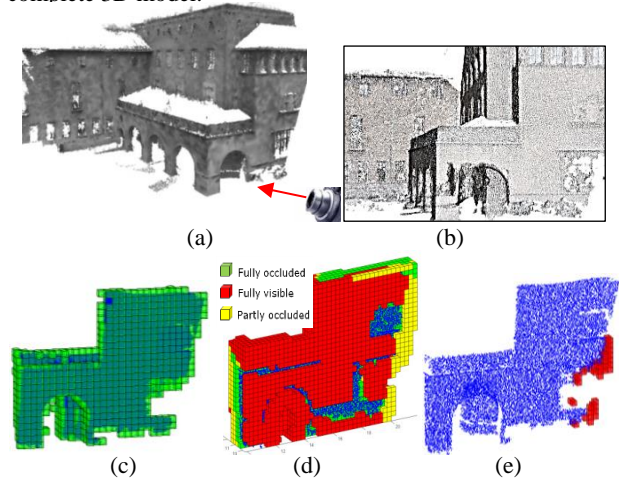 complete 3D model.
(a)
(b)
Fully occluded
Fully visible
Partly occluded
(c)
(d)
(e)